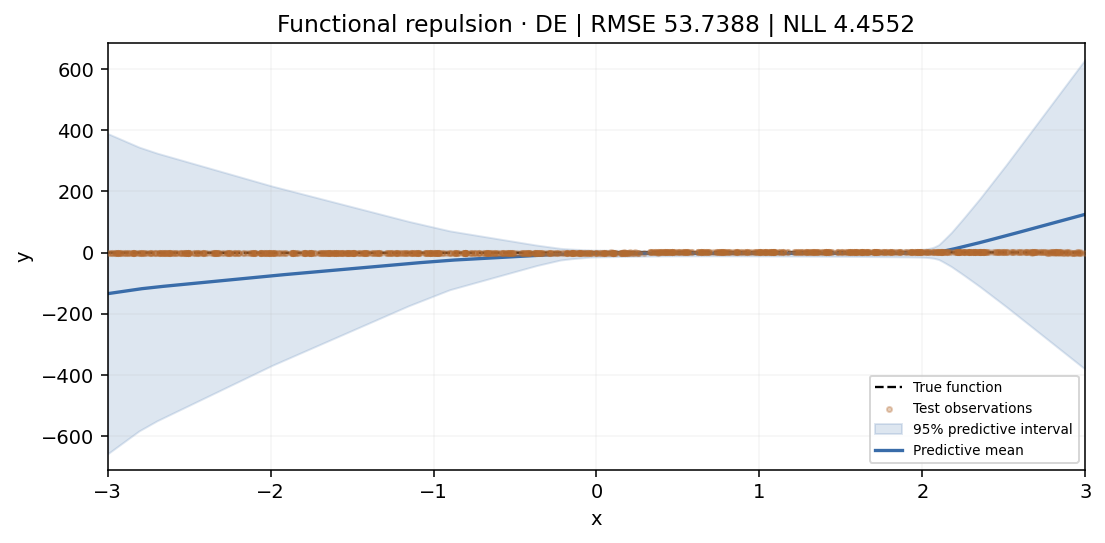 Functional repulsion · DE | RMSE 53.7388 | NLL 4.4552
600
400
200
0
−200
−400
−600
y
−3
−2
−1
0
1
2
3
x
True function
Test observations
95% predictive interval
Predictive mean